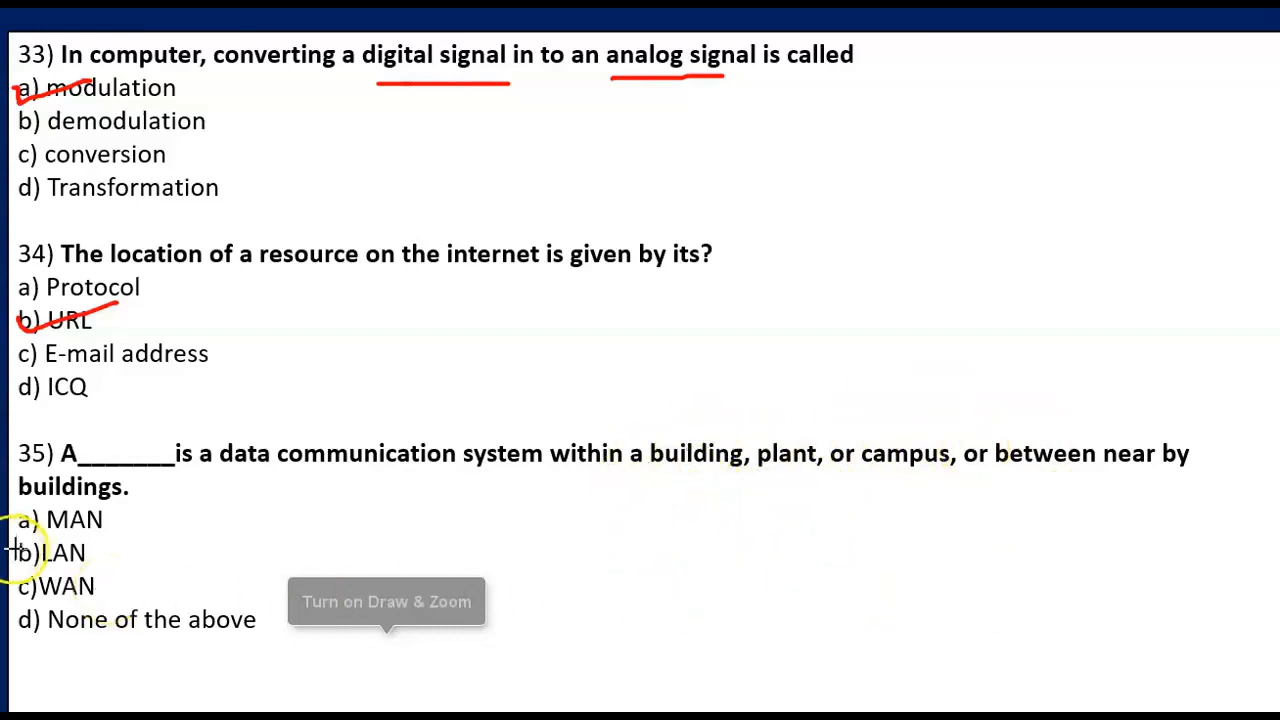 33) In computer, converting a digital signal in to an analog signal is called
a) modulation
b) demodulation
c) conversion
d) Transformation
34) The location of a resource on the internet is given by its?
a) Protocol
b) URL
c) E-mail address
d) ICQ
35) A_______is a data communication system within a building, plant, or campus, or between near by
buildings.
a) MAN
b)LAN
c)WAN
d) None of the above
Turn on Draw & Zoom